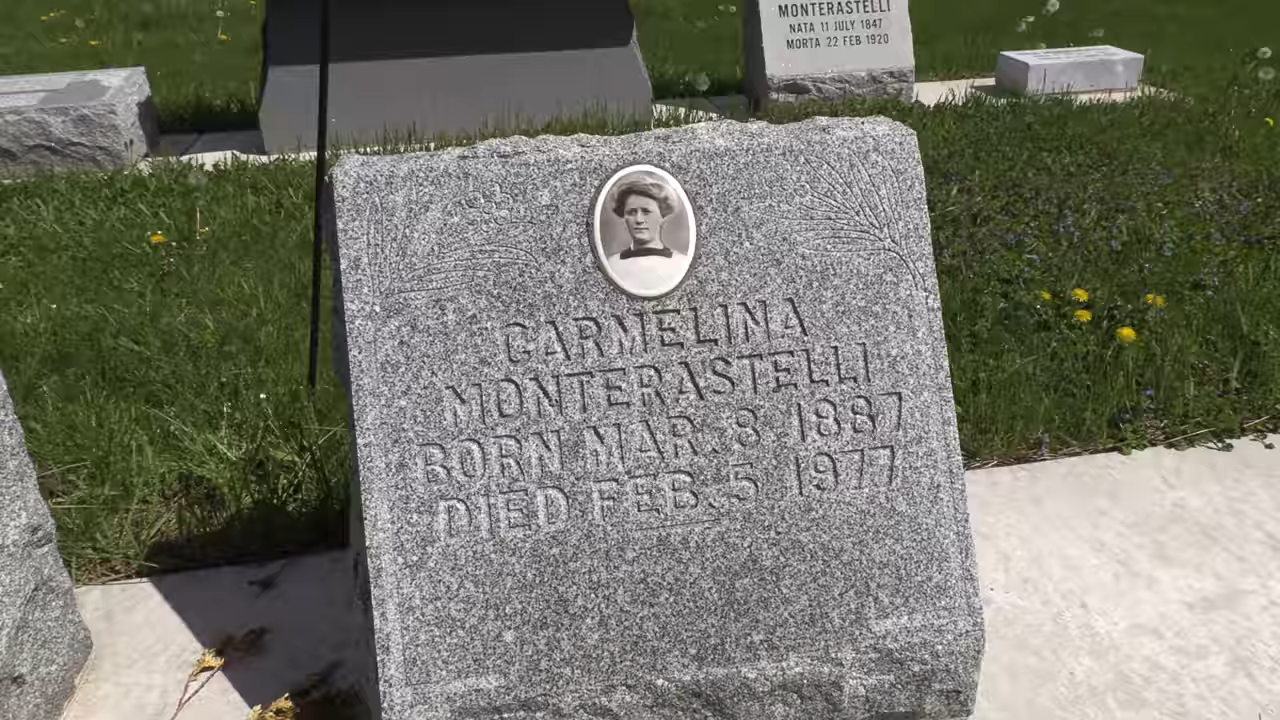 MONTERASTELLI
NATA 11 JULY 1847
MORTA 22 FEB 1920
CARMELINA
MONTERASTELLI
BORN MAR. 8 1887
DIED FEB. 5 1977